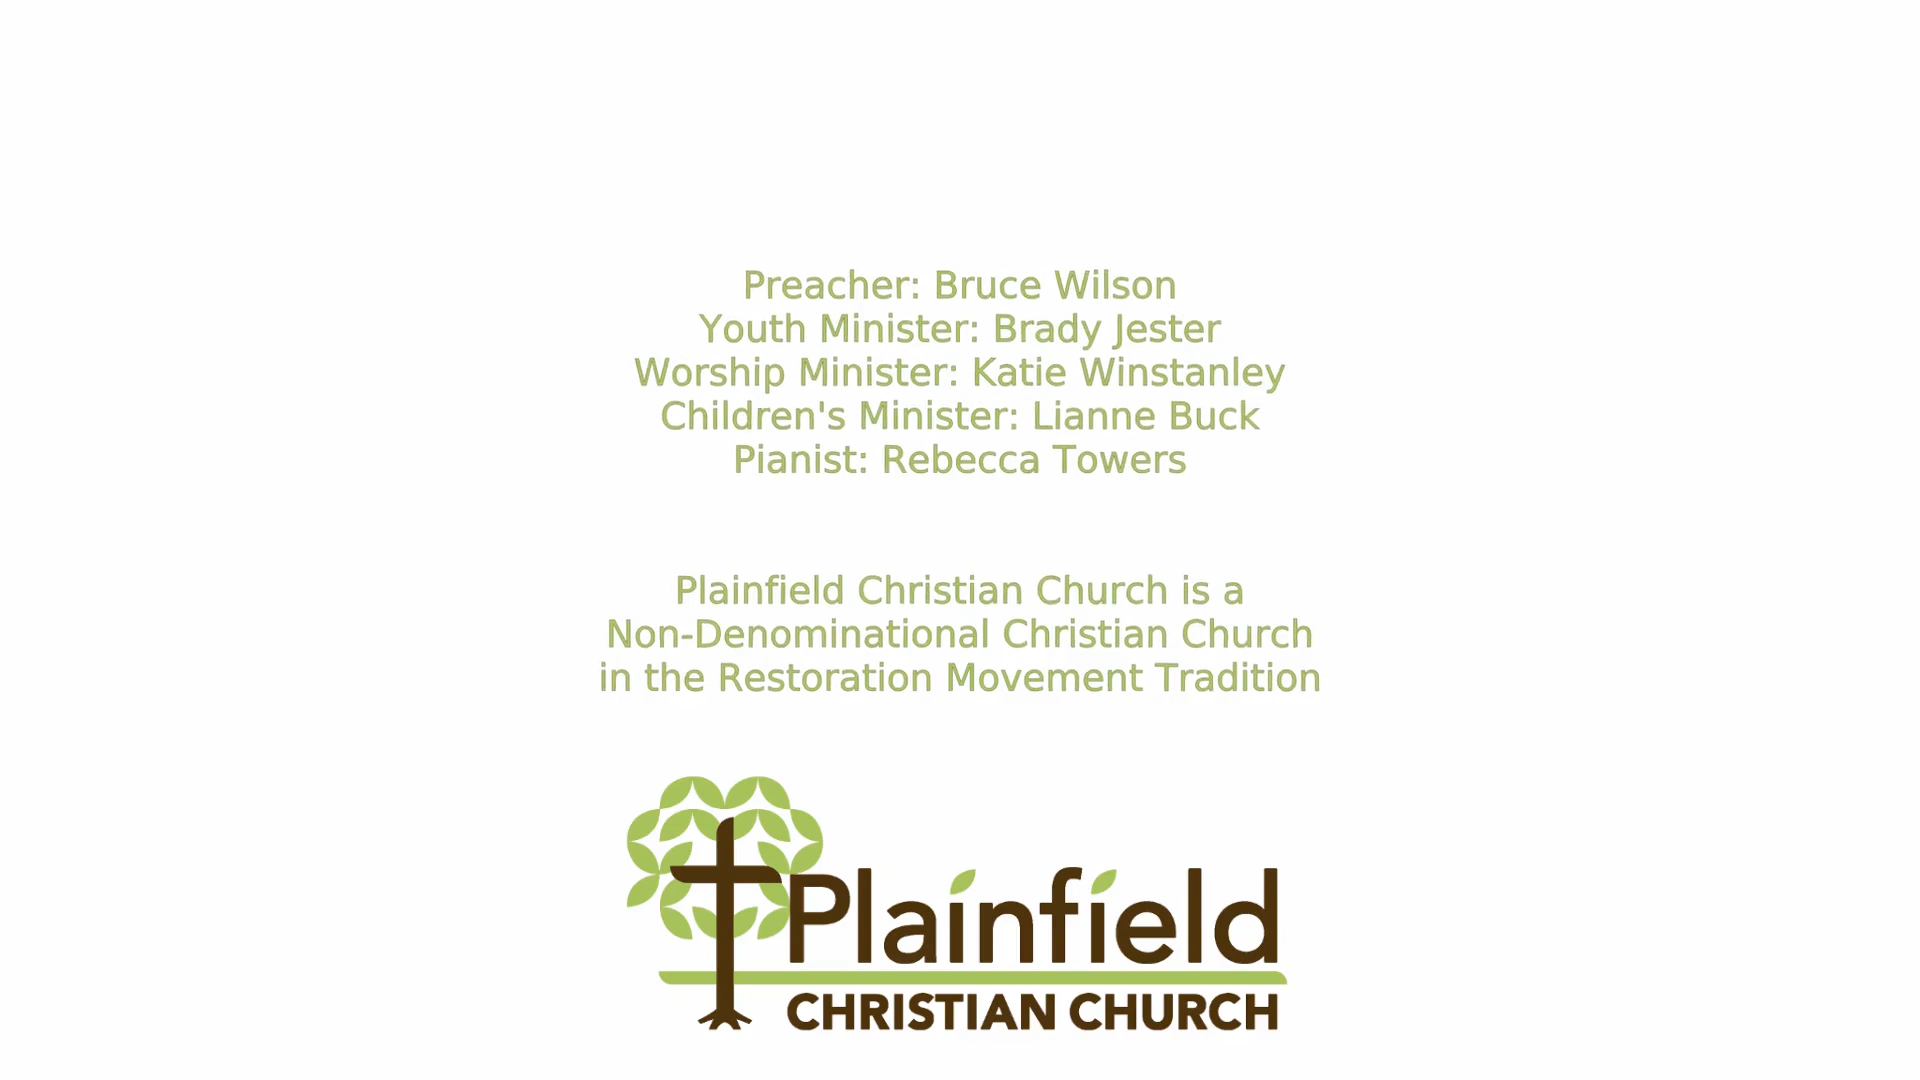 Preacher: Bruce Wilson
Youth Minister: Brady Jester
Worship Minister: Katie Winstanley
Children's Minister: Lianne Buck
Pianist: Rebecca Towers
Plainfield Christian Church is a
Non-Denominational Christian Church
in the Restoration Movement Tradition
Plainfield
CHRISTIAN CHURCH